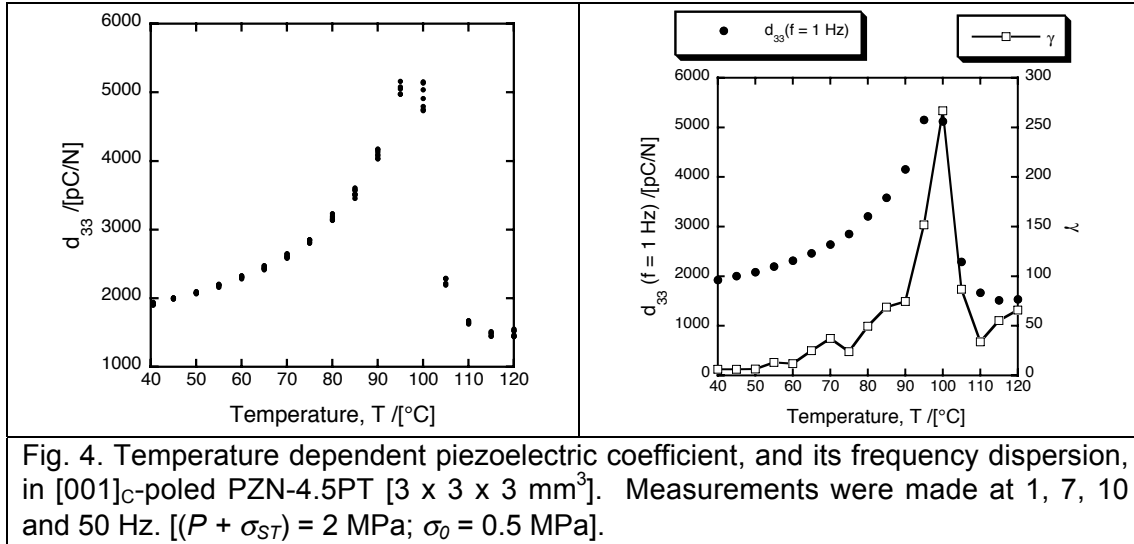 6000
5000
4000
3000
2000
1000
d33 /[pC/N]
40 50 60 70 80 90 100 110 120
Temperature, T /[°C]
d33(f = 1 Hz)
γ
6000
5000
4000
3000
2000
1000
0
d33 (f = 1 Hz) /[pC/N]
300
250
200
150
100
50
0
γ
40 50 60 70 80 90 100 110 120
Temperature, T /[°C]
Fig. 4. Temperature dependent piezoelectric coefficient, and its frequency dispersion,
in [001]C-poled PZN-4.5PT [3 x 3 x 3 mm3]. Measurements were made at 1, 7, 10
and 50 Hz. [(P + σST) = 2 MPa; σ0 = 0.5 MPa].